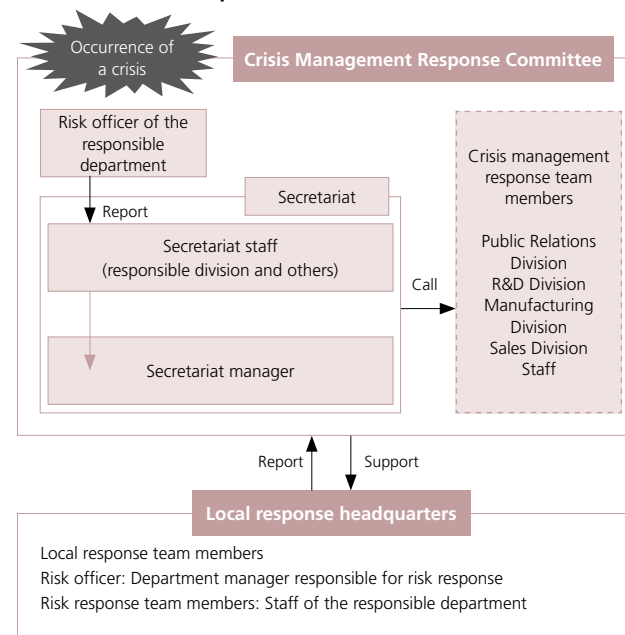 Occurrence of
a crisis
Crisis Management Response Committee
Risk officer of the
responsible
department
Report
Secretariat
Secretariat staff
(responsible division and others)
Secretariat manager
Call
Crisis management
response team
members
Public Relations
Division
R&D Division
Manufacturing
Division
Sales Division
Staff
Report
Support
Local response headquarters
Local response team members
Risk officer: Department manager responsible for risk response
Risk response team members: Staff of the responsible department